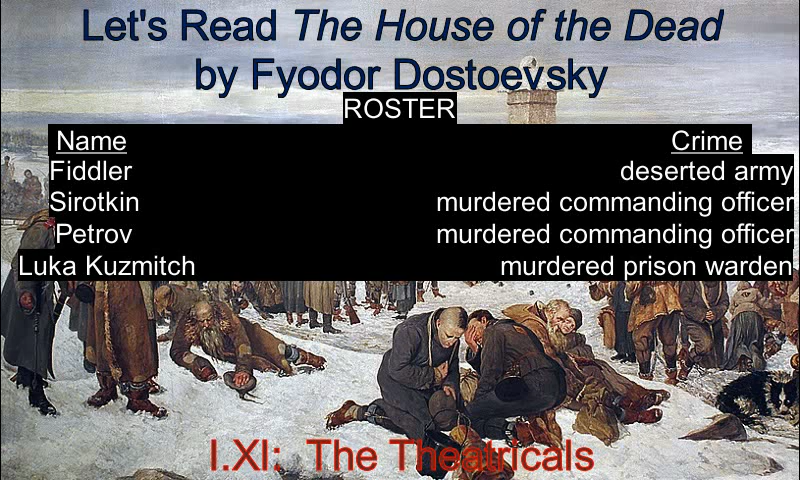 Let's Read The House of the Dead
by Fyodor Dostoevsky
ROSTER
Name Crime
Fiddler deserted army
Sirotkin murdered commanding officer
Petrov murdered commanding officer
Luka Kuzmitch murdered prison warden
I.XI: The Theatricals